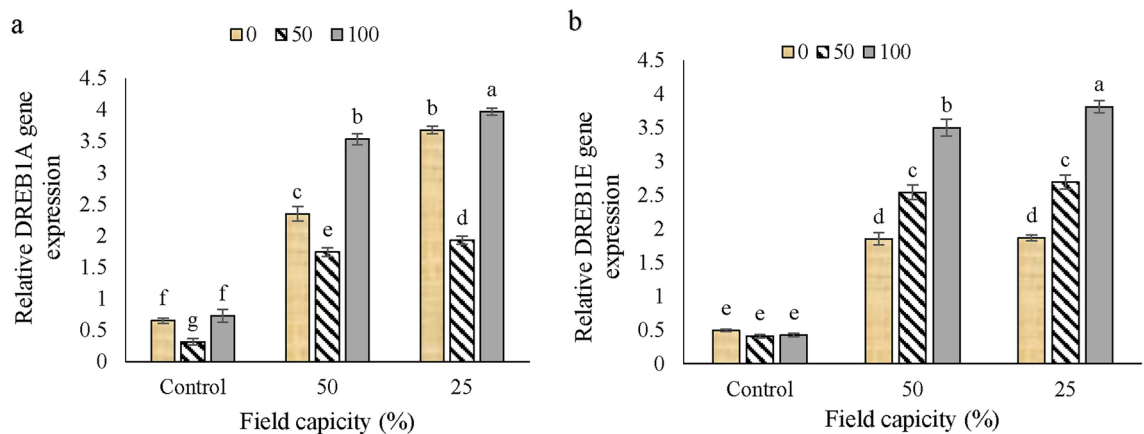 a
0 50 100
Relative DREB1A gene
expression
4.5
4
3.5
3
2.5
2
1.5
1
0.5
0
f g f
c e b
b d a
Control 50 25
Field capicity (%)
b
0 50 100
Relative DREB1E gene
expression
4.5
4
3.5
3
2.5
2
1.5
1
0.5
0
e e e
d c b
d c a
Control 50 25
Field capicity (%)